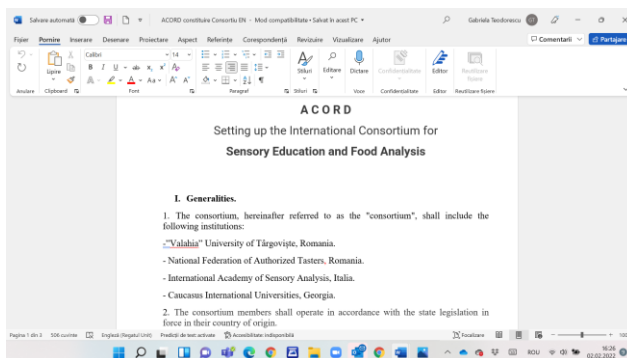 Salvare automată
ACORD constituire Consortiu EN - Mod compatibilitate • Salvat în acest PC
Gabriela Teodorescu
Fișier Pornire Inserare Desenare Proiectare Aspect Referințe Corespondență Revizuire Vizualizare Ajutor
Comentarii Partajare
Calibri 14
Lipire
Stiluri Editare Dictare Confidențialitate Editor Reutilizare fișiere
Anulare Clipboard Font Paragraf Stiluri Voce Confidențialitate Editor Reutilizare fișiere
ACORD
Setting up the International Consortium for
Sensory Education and Food Analysis
I. Generalities.
1. The consortium, hereinafter referred to as the "consortium", shall include the
following institutions:
-"Valahia" University of Târgoviște, Romania.
- National Federation of Authorized Tasters, Romania.
- International Academy of Sensory Analysis, Italia.
- Caucasus International Universities, Georgia.
2. The consortium members shall operate in accordance with the state legislation in
force in their country of origin.
Pagina 1 din 3 506 cuvinte Engleză (Regatul Unit) Predicții de text: activate Accesibilitate: indisponibilă
Focalizare
ROU
16:26
02.02.2022